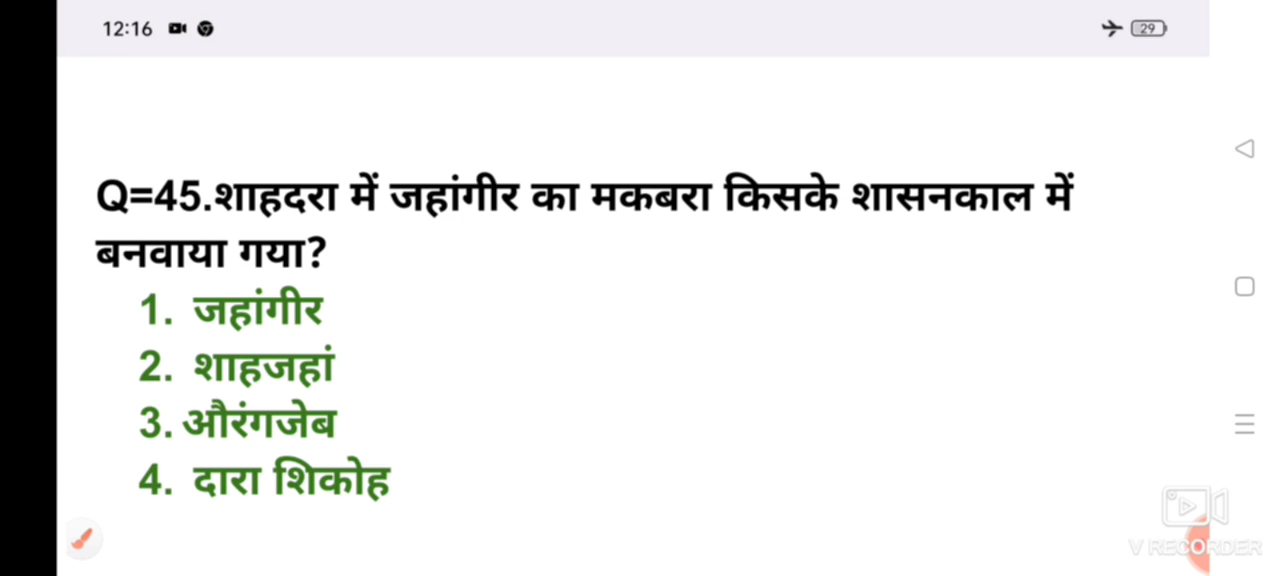 12:16
29
Q=45.शाहदरा में जहांगीर का मकबरा किसके शासनकाल में
बनवाया गया?
1. जहांगीर
2. शाहजहां
3. औरंगजेब
4. दारा शिकोह
V RECORDER